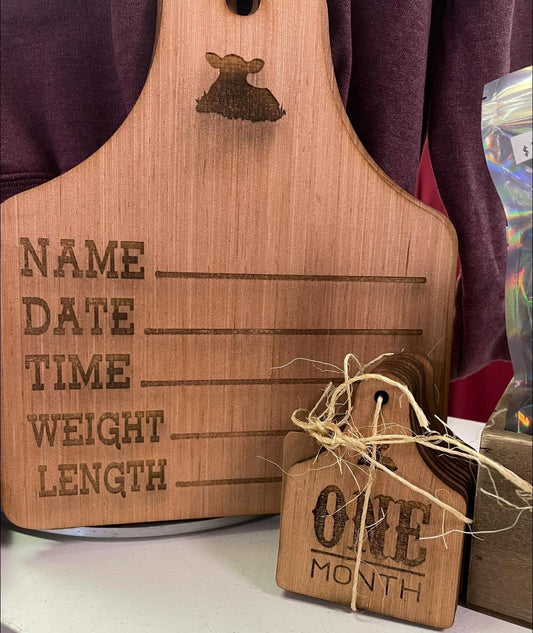 NAME
DATE
TIME
WEIGHT
LENGTH
ONE
MONTH
$